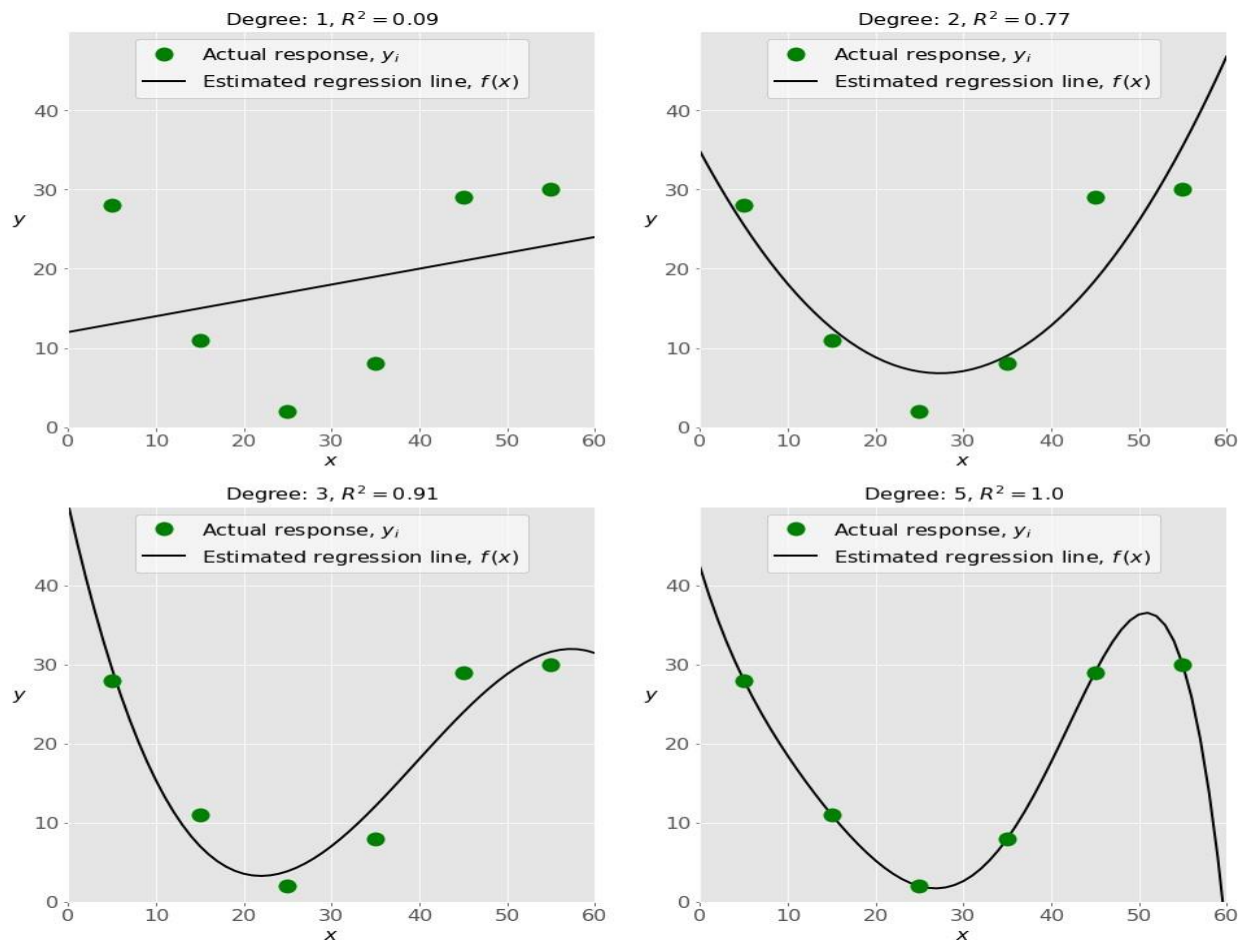 Degree: 1, R² = 0.09
Actual response, yᵢ
Estimated regression line, f(x)
40
30
y
20
10
0
0 10 20 30 40 50 60
x
Degree: 2, R² = 0.77
Actual response, yᵢ
Estimated regression line, f(x)
40
30
y
20
10
0
0 10 20 30 40 50 60
x
Degree: 3, R² = 0.91
Actual response, yᵢ
Estimated regression line, f(x)
40
30
y
20
10
0
0 10 20 30 40 50 60
x
Degree: 5, R² = 1.0
Actual response, yᵢ
Estimated regression line, f(x)
40
30
y
20
10
0
0 10 20 30 40 50 60
x